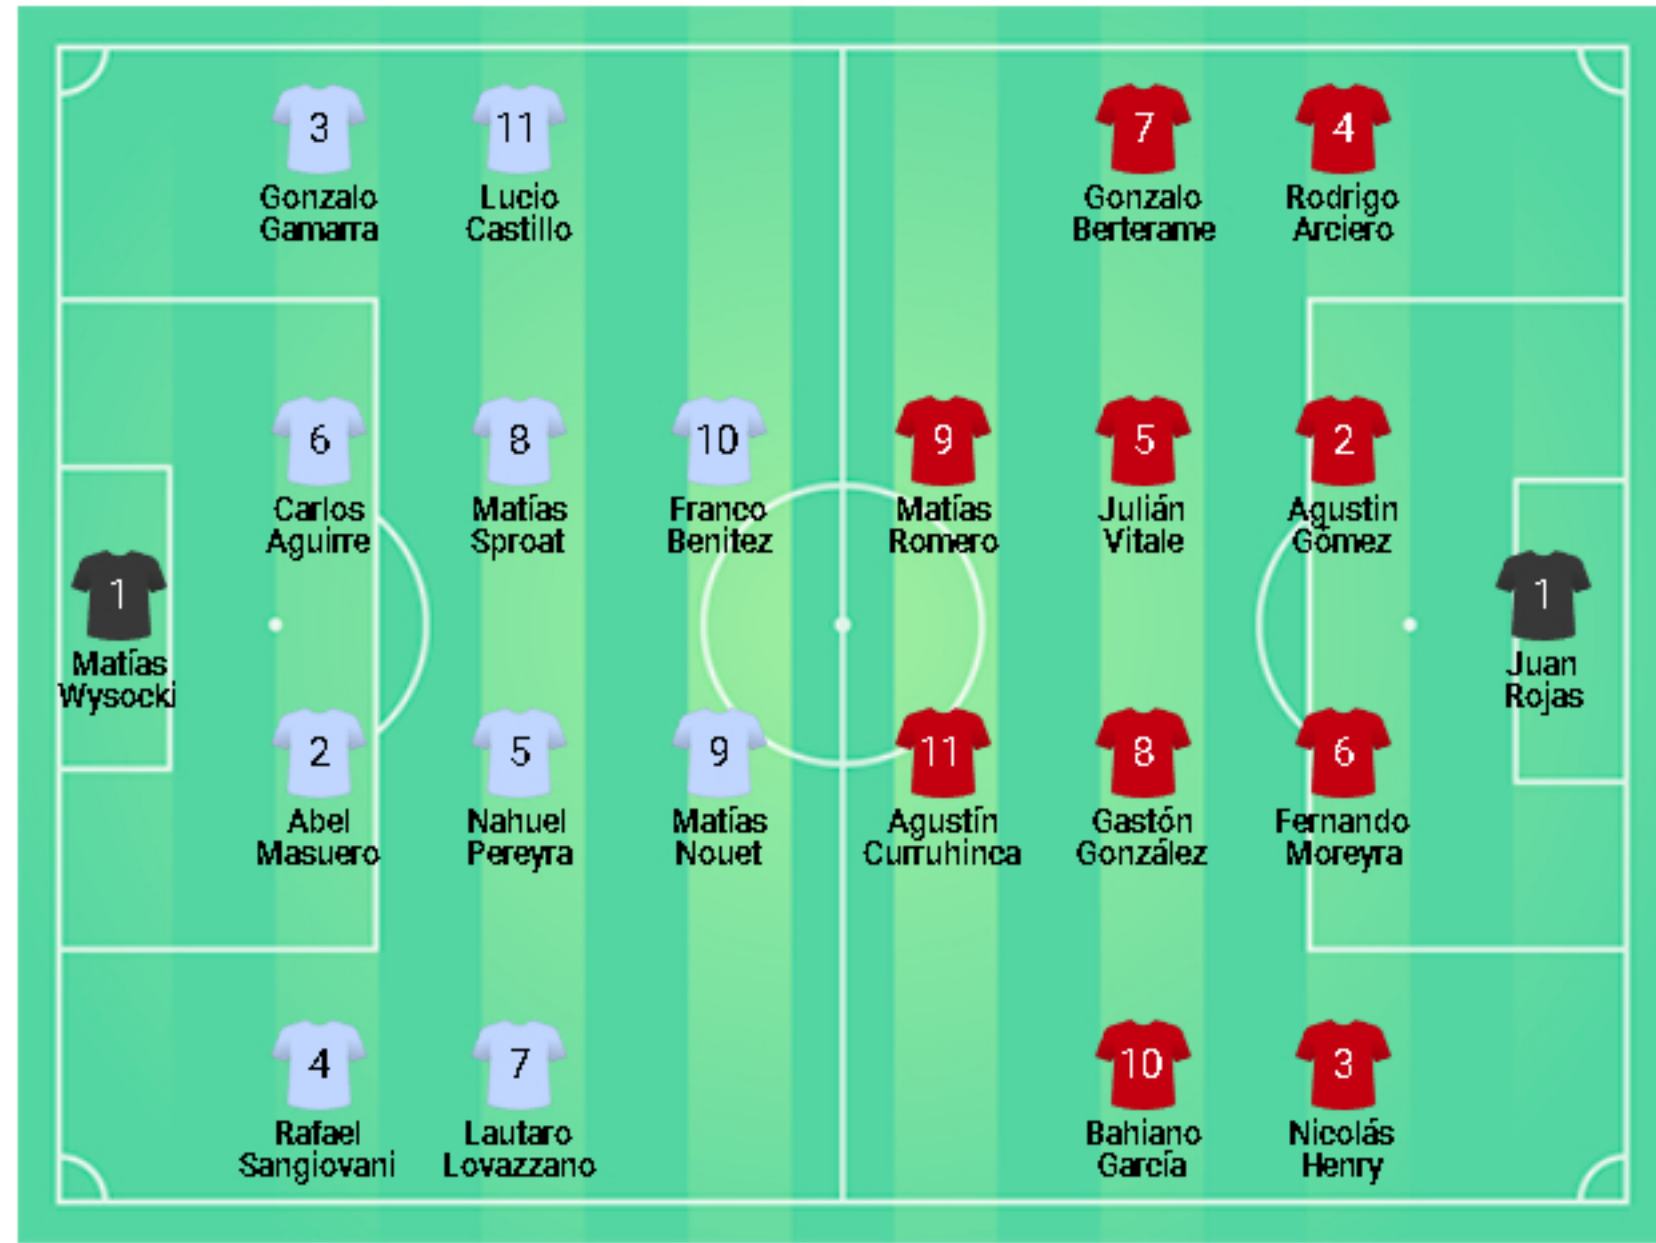 3
Gonzalo
Gamarra
11
Lucio
Castillo
7
Gonzalo
Berterame
4
Rodrigo
Arciero
6
Carlos
Aguirre
8
Matías
Sproat
10
Franco
Benitez
9
Matías
Romero
5
Julián
Vitale
2
Agustin
Gómez
1
Matías
Wysocki
1
Juan
Rojas
2
Abel
Masuero
5
Nahuel
Pereyra
9
Matías
Nouet
11
Agustín
Curruhinca
8
Gastón
González
6
Fernando
Moreyra
4
Rafael
Sangiovani
7
Lautaro
Lovazzano
10
Bahiano
García
3
Nicolás
Henry